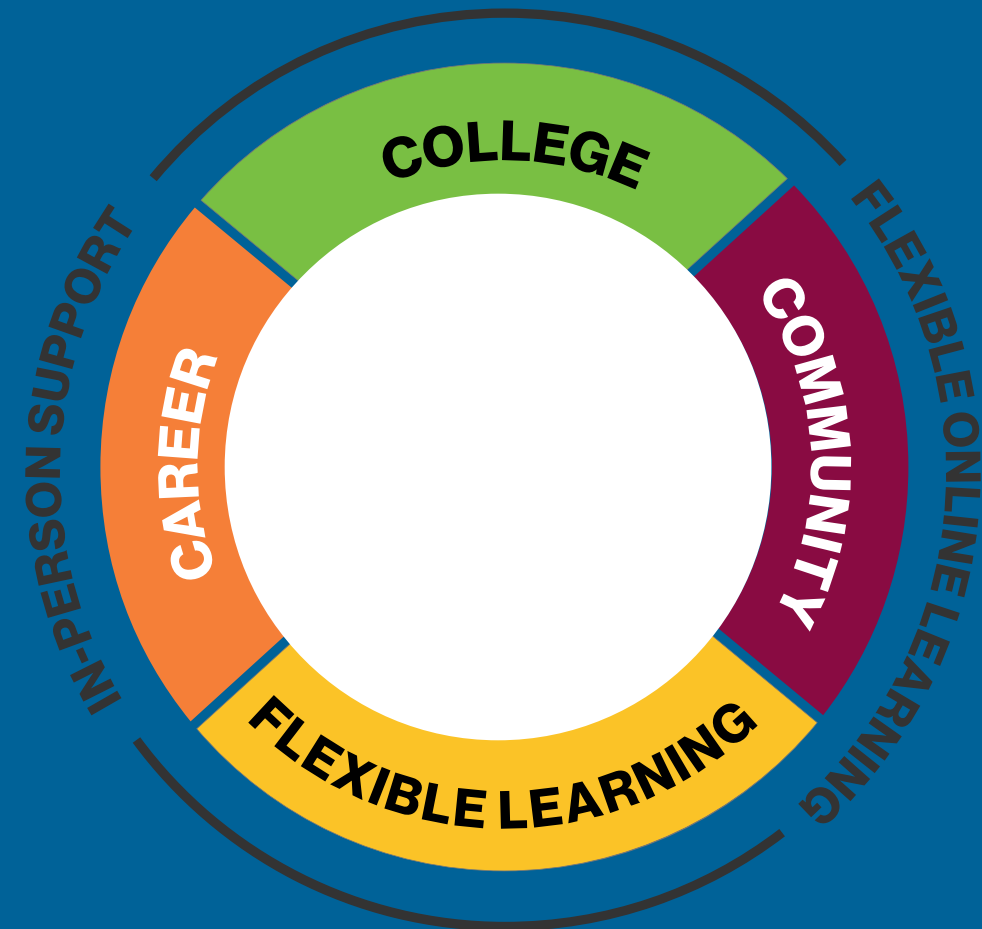 COLLEGE
COMMUNITY
FLEXIBLE LEARNING
CAREER
IN-PERSON SUPPORT
FLEXIBLE ONLINE LEARNING